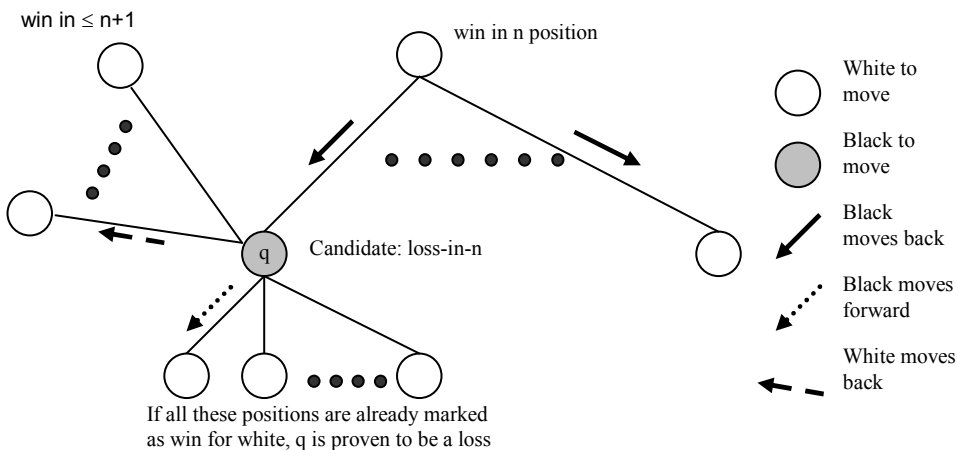 win in ≤ n+1
win in n position
q
Candidate: loss-in-n
If all these positions are already marked
as win for white, q is proven to be a loss
White to
move
Black to
move
Black
moves back
Black moves
forward
White moves
back